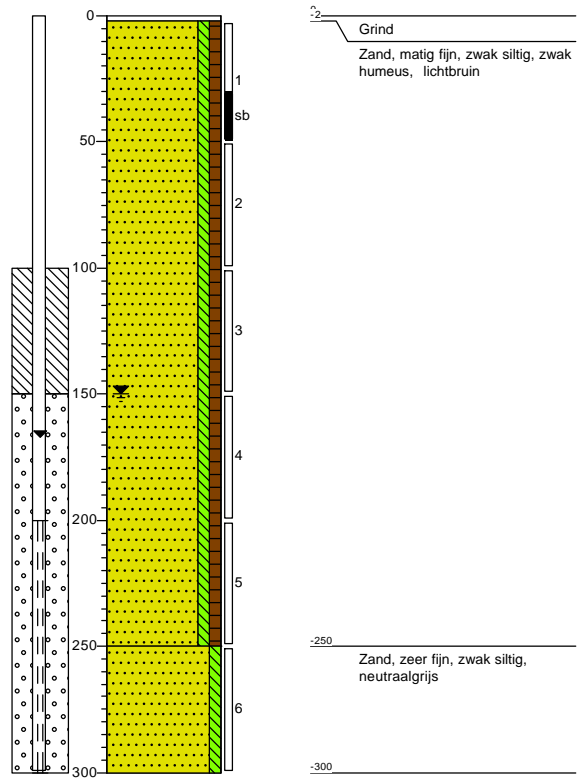 0
50
100
150
200
250
300
1
sb
2
3
4
5
6
0
-2
Grind
Zand, matig fijn, zwak siltig, zwak
humeus, lichtbruin
-250
Zand, zeer fijn, zwak siltig,
neutraalgrijs
-300